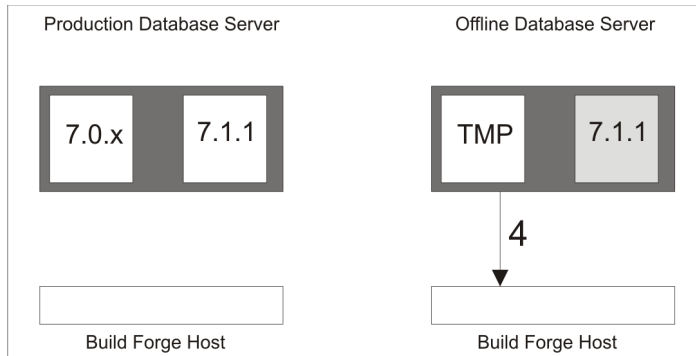 Production Database Server
Offline Database Server
7.0.x
7.1.1
TMP
7.1.1
4
Build Forge Host
Build Forge Host